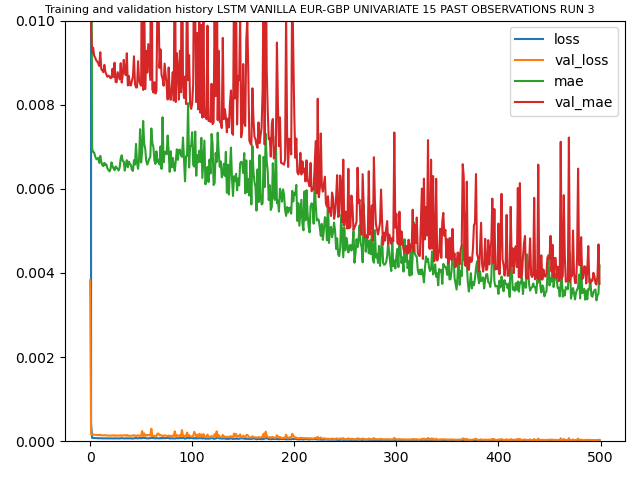 Training and validation history LSTM VANILLA EUR-GBP UNIVARIATE 15 PAST OBSERVATIONS RUN 3
loss
val_loss
mae
val_mae
0.010
0.008
0.006
0.004
0.002
0.000
0 100 200 300 400 500